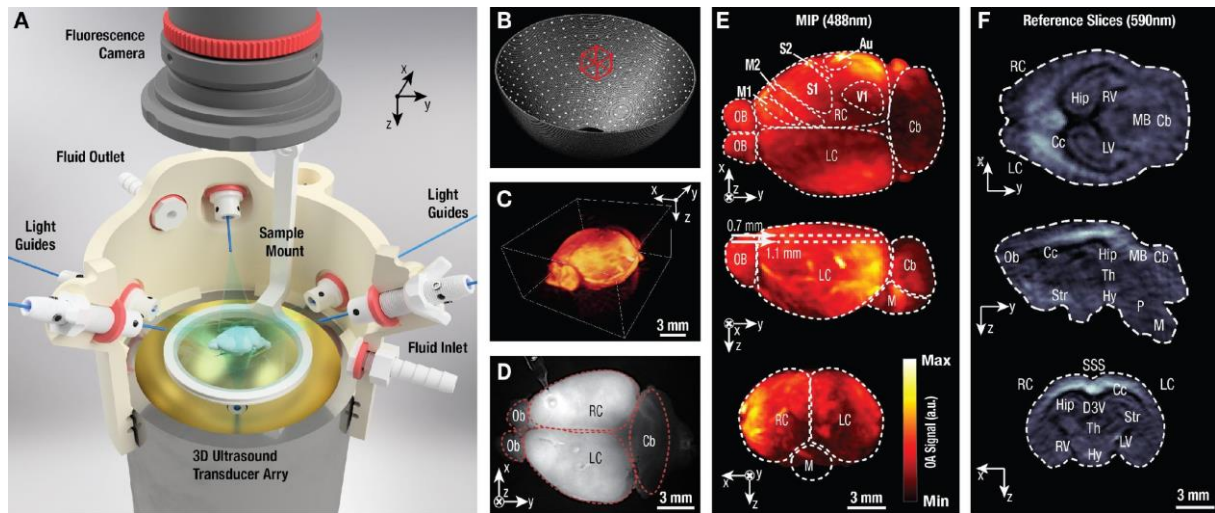 A
Fluorescence
Camera
x
y
z
Fluid Outlet
Light
Guides
Sample
Mount
Light
Guides
Fluid Inlet
3D Ultrasound
Transducer Arry
B
C
x
y
z
3 mm
D
Ob
Ob
RC
LC
Cb
x
z
y
3 mm
E
MIP (488nm)
S2
Au
M2
M1
S1
V1
OB
RC
Cb
OB
LC
x
z
y
0.7 mm
1.1 mm
OB
LC
Cb
M
x
y
z
Max
OA Signal (a.u.)
Min
RC
LC
M
x
y
z
3 mm
F
Reference Slices (590nm)
RC
Hip
RV
MB
Cb
Cc
LV
LC
x
y
Ob
Cc
Hip
MB
Cb
Th
Str
Hy
P
M
y
z
SSS
RC
Cc
LC
Hip
D3V
Str
Th
RV
LV
Hy
x
z
3 mm